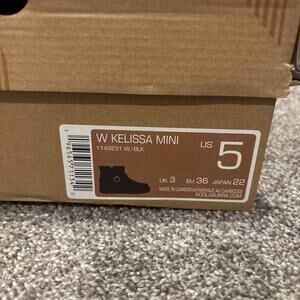 W KELISSA MINI
1149231 W/BLK
US 5
UK 3 EU 36 JAPAN 22
MADE IN CAMBODIA/FABRIQUÉ AU CAMBODGE
KOOLABURRA.COM